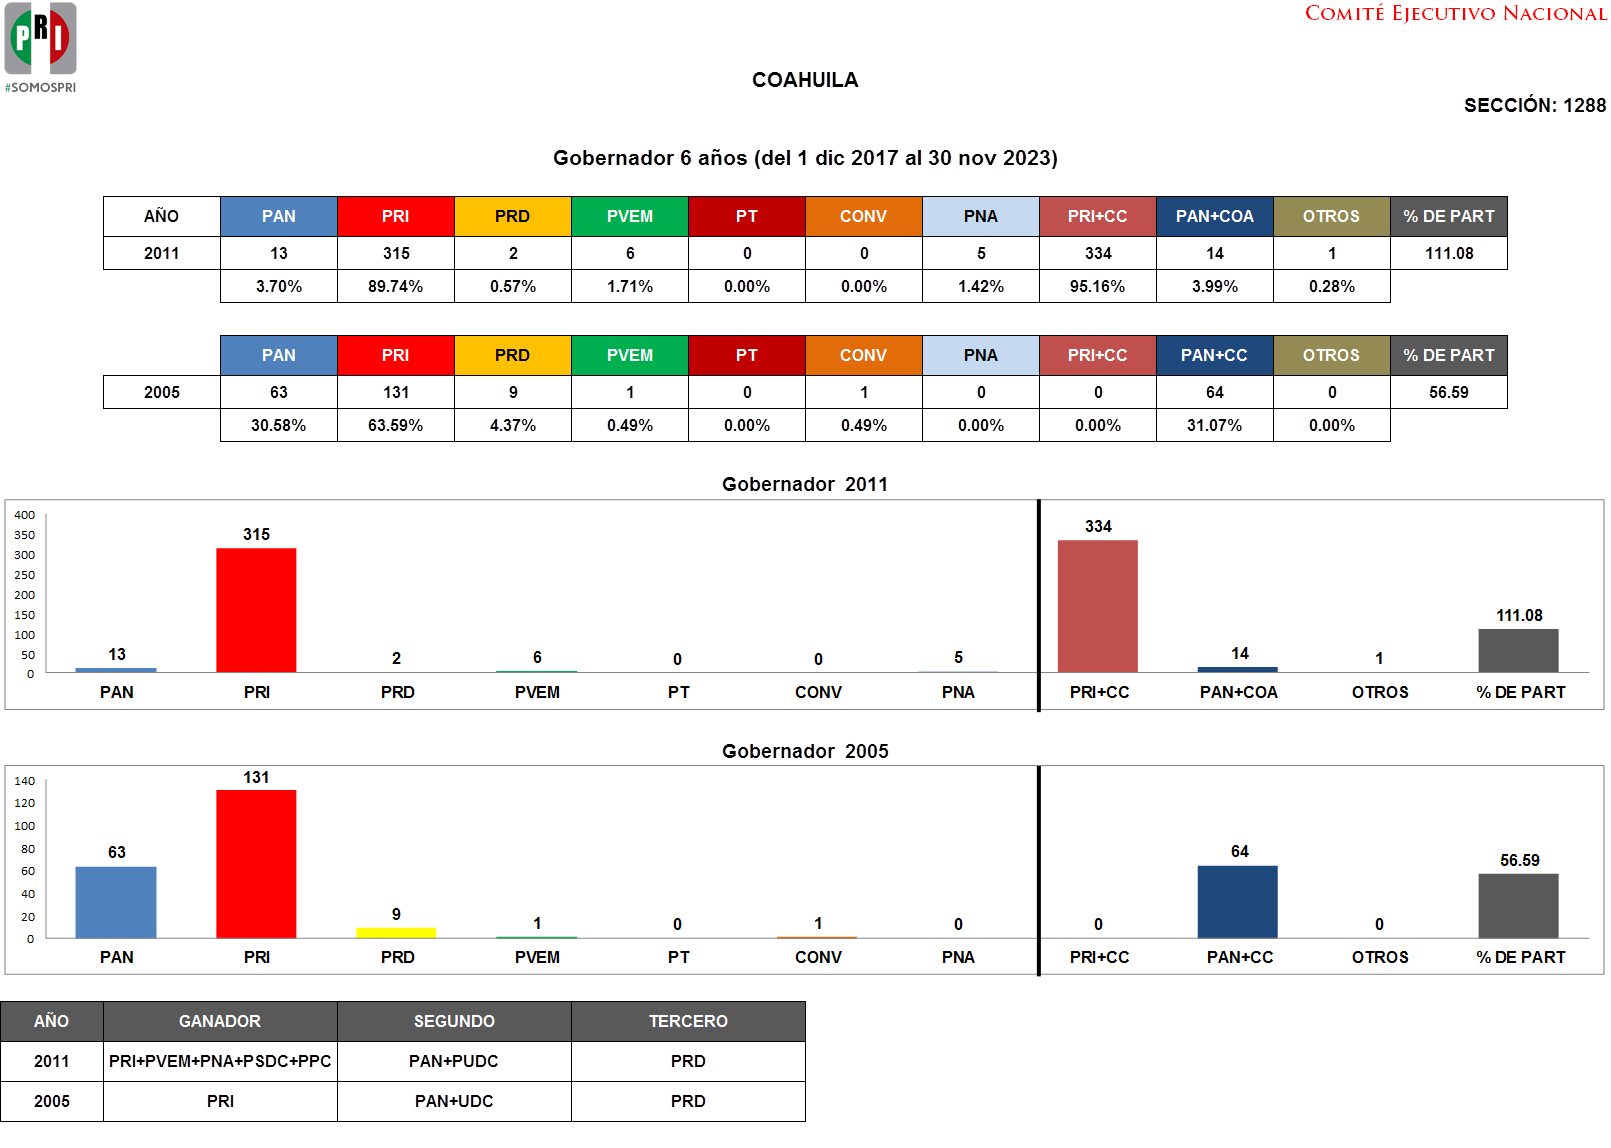 PRI
#SOMOSPRI
COMITÉ EJECUTIVO NACIONAL
COAHUILA
SECCIÓN: 1288
Gobernador 6 años (del 1 dic 2017 al 30 nov 2023)
AÑO PAN PRI PRD PVEM PT CONV PNA PRI+CC PAN+COA OTROS % DE PART
2011 13 315 2 6 0 0 5 334 14 1 111.08
3.70% 89.74% 0.57% 1.71% 0.00% 0.00% 1.42% 95.16% 3.99% 0.28%
PAN PRI PRD PVEM PT CONV PNA PRI+CC PAN+CC OTROS % DE PART
2005 63 131 9 1 0 1 0 0 64 0 56.59
30.58% 63.59% 4.37% 0.49% 0.00% 0.49% 0.00% 0.00% 31.07% 0.00%
Gobernador 2011
400
350
300
250
200
150
100
50
0
13 315 2 6 0 0 5 334 14 1 111.08
PAN PRI PRD PVEM PT CONV PNA PRI+CC PAN+COA OTROS % DE PART
Gobernador 2005
140
120
100
80
60
40
20
0
63 131 9 1 0 1 0 0 64 0 56.59
PAN PRI PRD PVEM PT CONV PNA PRI+CC PAN+CC OTROS % DE PART
AÑO GANADOR SEGUNDO TERCERO
2011 PRI+PVEM+PNA+PSDC+PPC PAN+PUDC PRD
2005 PRI PAN+UDC PRD